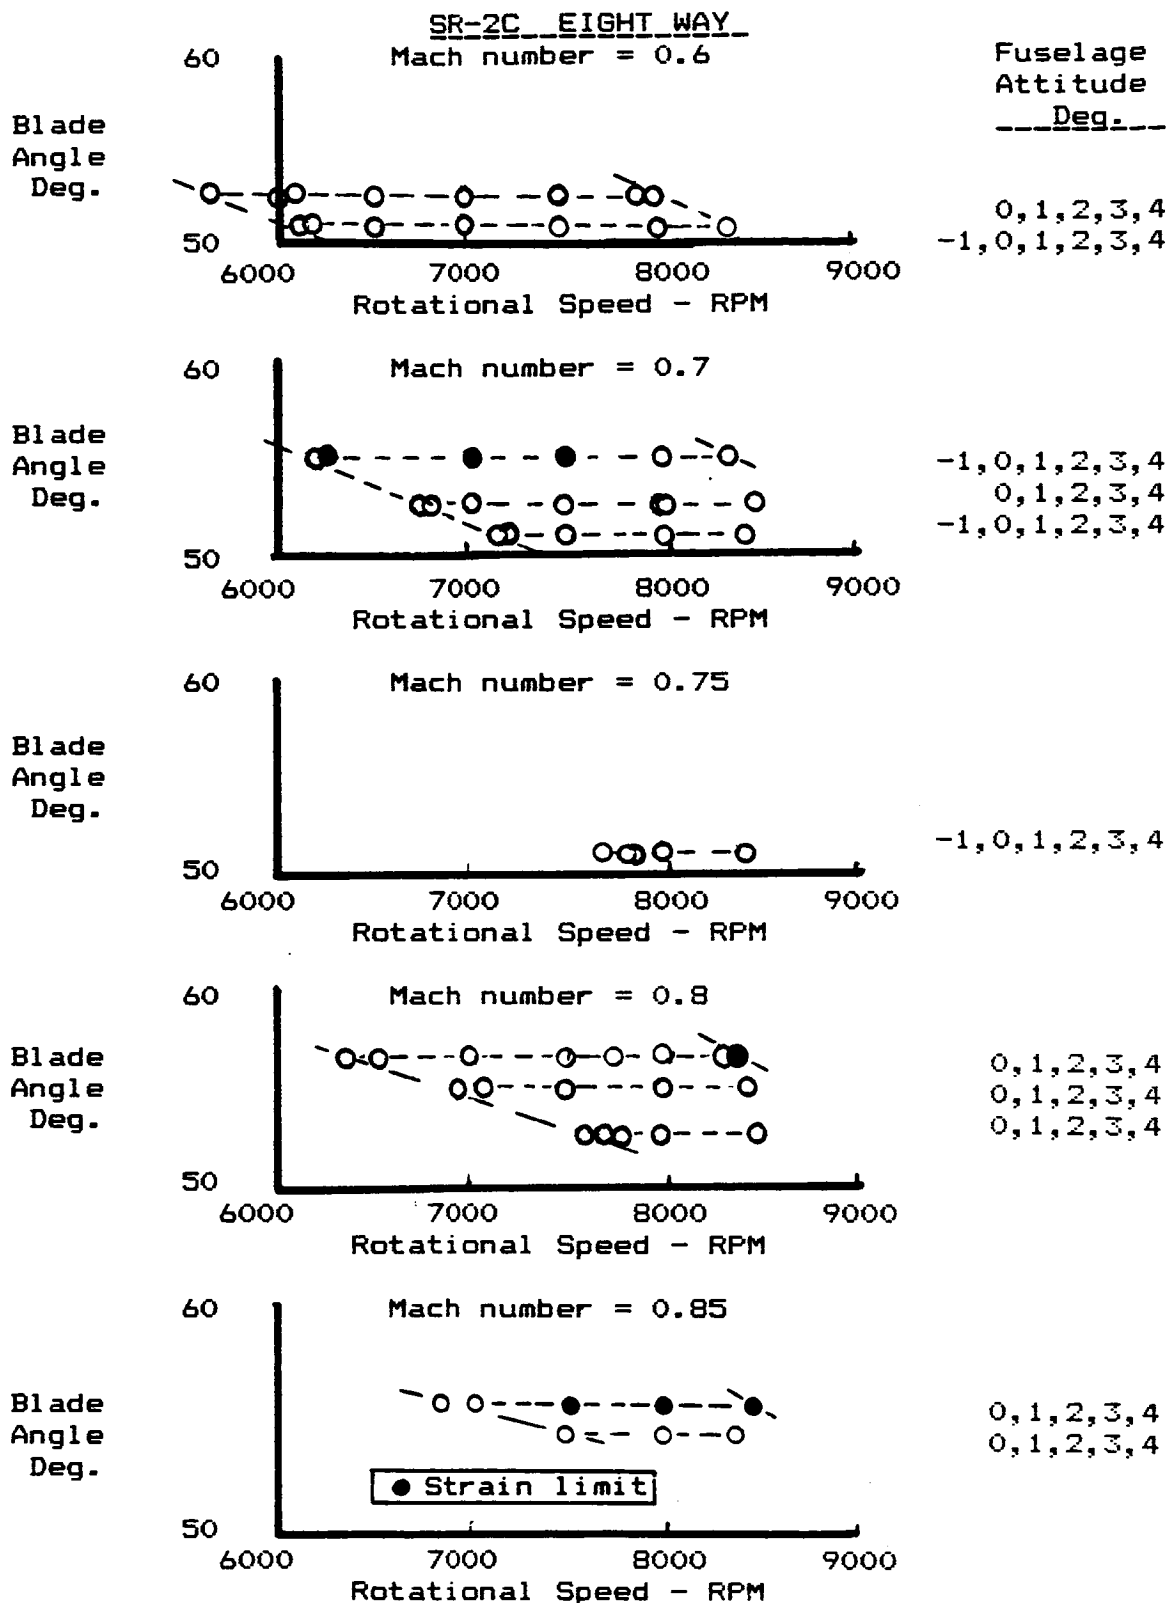 SR-2C EIGHT WAY
60 Mach number = 0.6 Fuselage
Attitude
Deg.
Blade
Angle
Deg.
0,1,2,3,4
50 -1,0,1,2,3,4
6000 7000 8000 9000
Rotational Speed - RPM
60 Mach number = 0.7
Blade
Angle -1,0,1,2,3,4
Deg. 0,1,2,3,4
-1,0,1,2,3,4
50
6000 7000 8000 9000
Rotational Speed - RPM
60 Mach number = 0.75
Blade
Angle
Deg.
-1,0,1,2,3,4
50
6000 7000 8000 9000
Rotational Speed - RPM
60 Mach number = 0.8
Blade 0,1,2,3,4
Angle 0,1,2,3,4
Deg. 0,1,2,3,4
50
6000 7000 8000 9000
Rotational Speed - RPM
60 Mach number = 0.85
Blade 0,1,2,3,4
Angle 0,1,2,3,4
Deg.
Strain limit
50
6000 7000 8000 9000
Rotational Speed - RPM